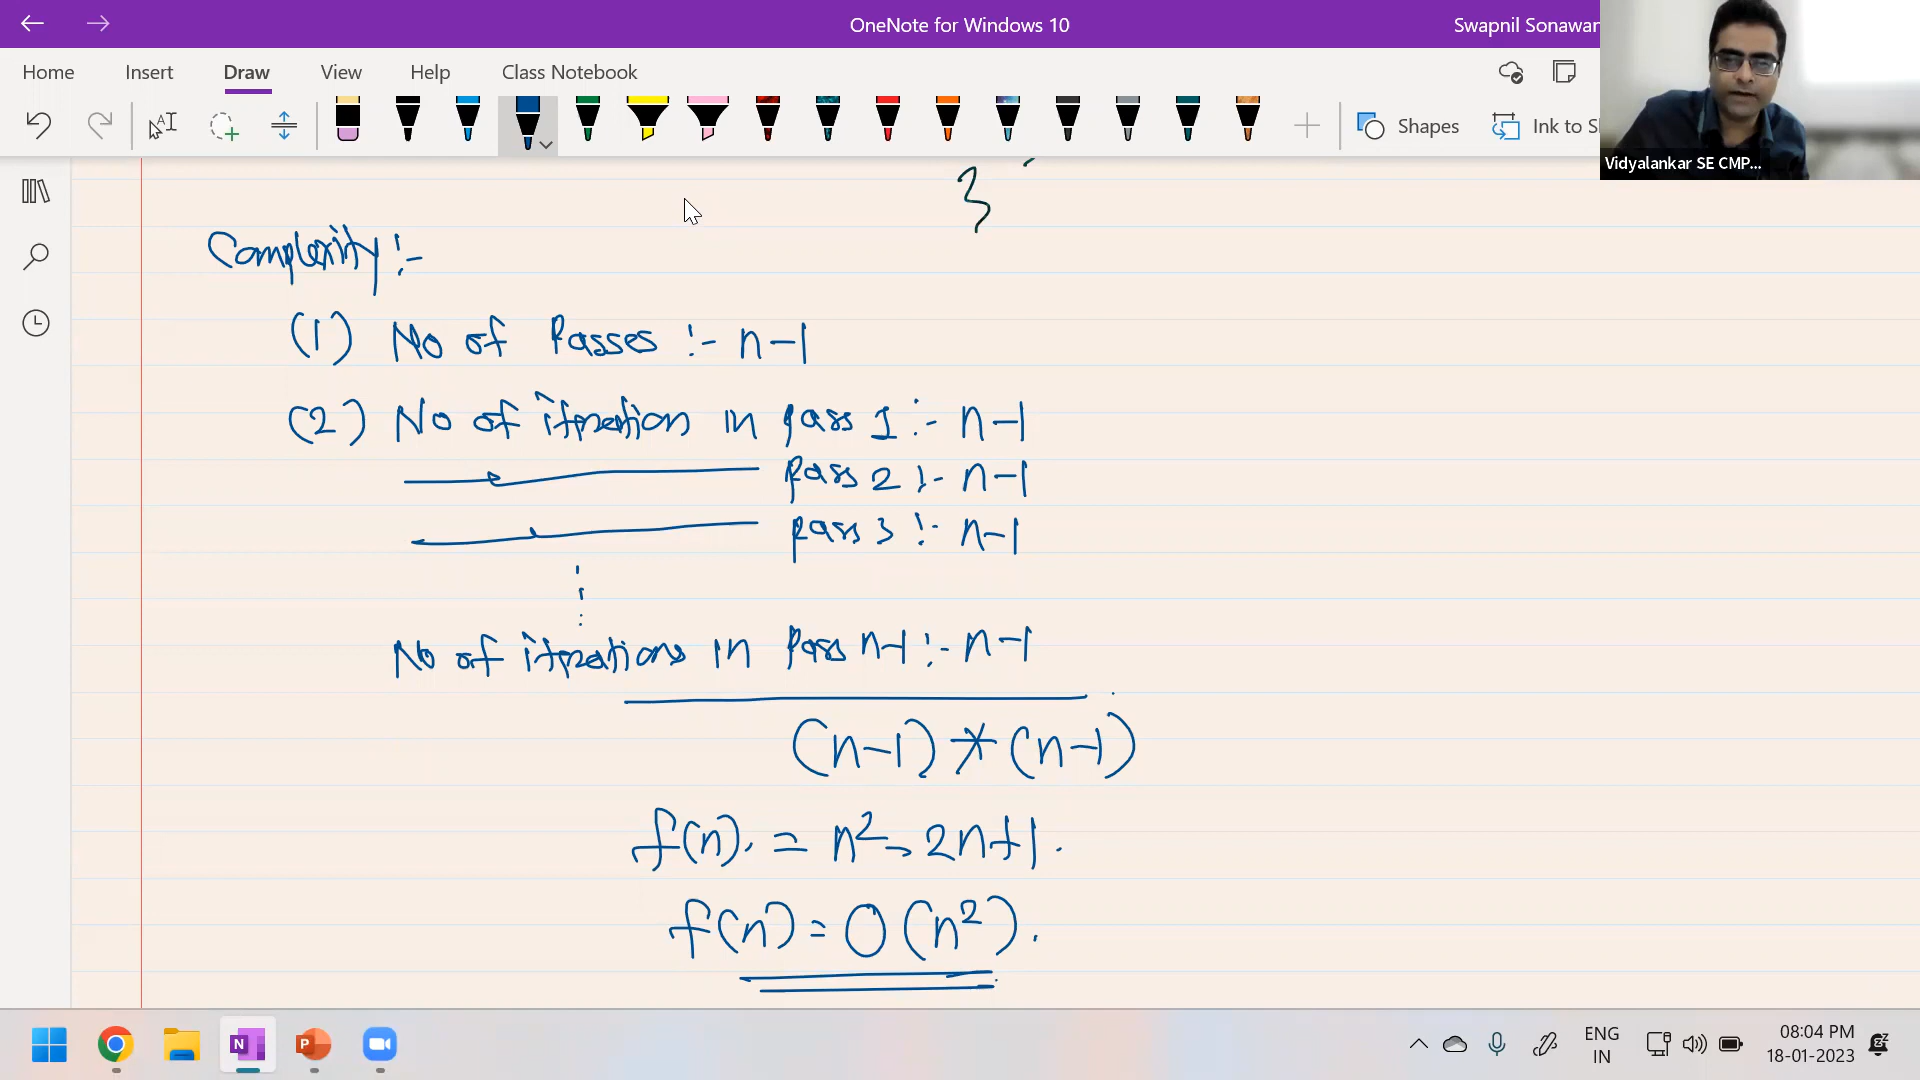 OneNote for Windows 10
Swapnil Sonawan
Home Insert Draw View Help Class Notebook
Shapes
Ink to S
Vidyalankar SE CMP...
}
Complexity :-
(1) No of Passes :- n-1
(2) No of iteration in pass 1 :- n-1
pass 2 :- n-1
pass 3 :- n-1
No of iterations in Pass n-1 :- n-1
(n-1) * (n-1)
f(n) = n² - 2n+1.
f(n) = O(n²).
ENG
IN
08:04 PM
18-01-2023